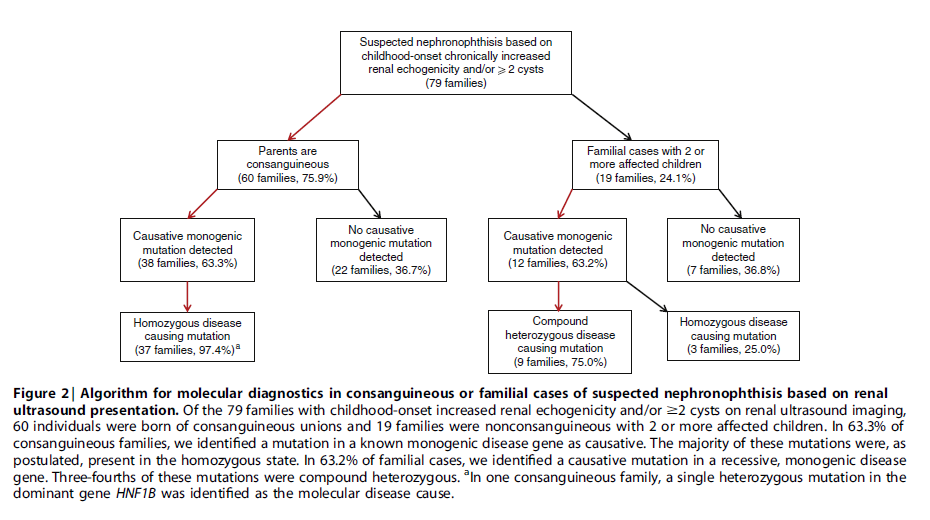 Suspected nephronophthisis based on
childhood-onset chronically increased
renal echogenicity and/or ⩾ 2 cysts
(79 families)
Parents are
consanguineous
(60 families, 75.9%)
Familial cases with 2 or
more affected children
(19 families, 24.1%)
Causative monogenic
mutation detected
(38 families, 63.3%)
No causative
monogenic mutation
detected
(22 families, 36.7%)
Causative monogenic
mutation detected
(12 families, 63.2%)
No causative
monogenic mutation
detected
(7 families, 36.8%)
Homozygous disease
causing mutation
(37 families, 97.4%)ᵃ
Compound
heterozygous disease
causing mutation
(9 families, 75.0%)
Homozygous disease
causing mutation
(3 families, 25.0%)
Figure 2| Algorithm for molecular diagnostics in consanguineous or familial cases of suspected nephronophthisis based on renal
ultrasound presentation. Of the 79 families with childhood-onset increased renal echogenicity and/or ≥2 cysts on renal ultrasound imaging,
60 individuals were born of consanguineous unions and 19 families were nonconsanguineous with 2 or more affected children. In 63.3% of
consanguineous families, we identified a mutation in a known monogenic disease gene as causative. The majority of these mutations were, as
postulated, present in the homozygous state. In 63.2% of familial cases, we identified a causative mutation in a recessive, monogenic disease
gene. Three-fourths of these mutations were compound heterozygous. ᵃIn one consanguineous family, a single heterozygous mutation in the
dominant gene HNF1B was identified as the molecular disease cause.